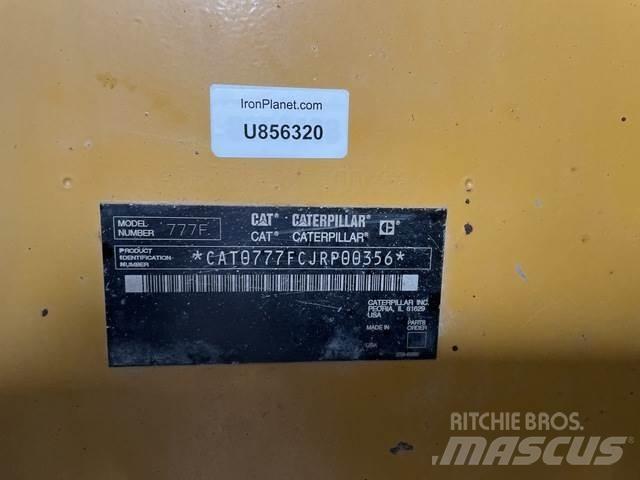 IronPlanet.com
U856320
MODEL NUMBER 777F
CAT CATERPILLAR
CAT CATERPILLAR
PRODUCT IDENTIFICATION NUMBER *CAT0777FCJRP00356*
CATERPILLAR INC.
PEORIA, IL 61629
USA
MADE IN
PARTS ORDER
USA
RITCHIE BROS.
MASCUS